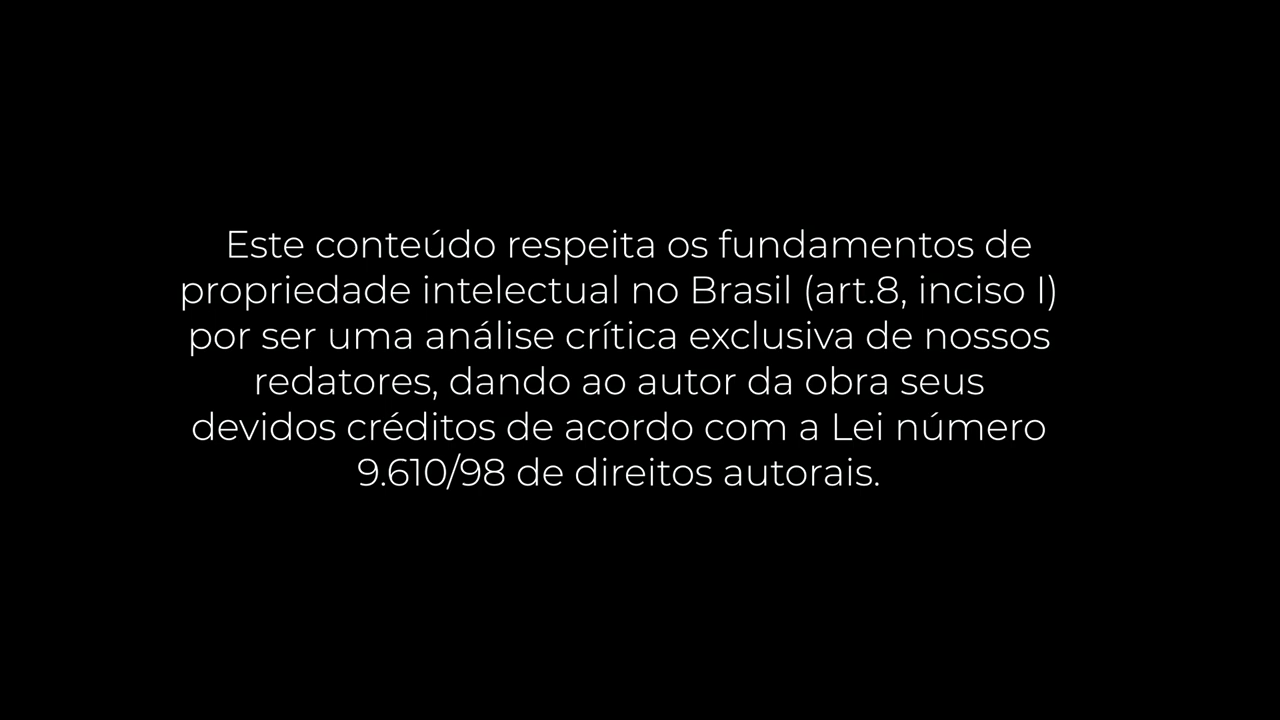 Este conteúdo respeita os fundamentos de
propriedade intelectual no Brasil (art.8, inciso I)
por ser uma análise crítica exclusiva de nossos
redatores, dando ao autor da obra seus
devidos créditos de acordo com a Lei número
9.610/98 de direitos autorais.